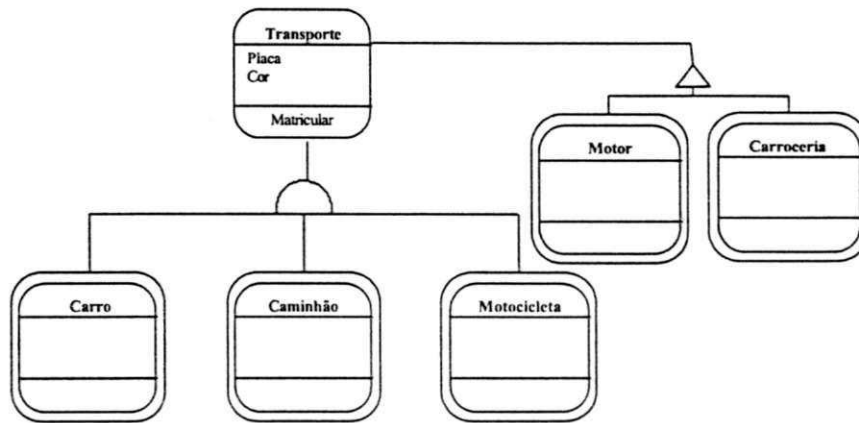 Transporte
Placa
Cor
Matricular
Motor
Carroceria
Carro
Caminhão
Motocicleta